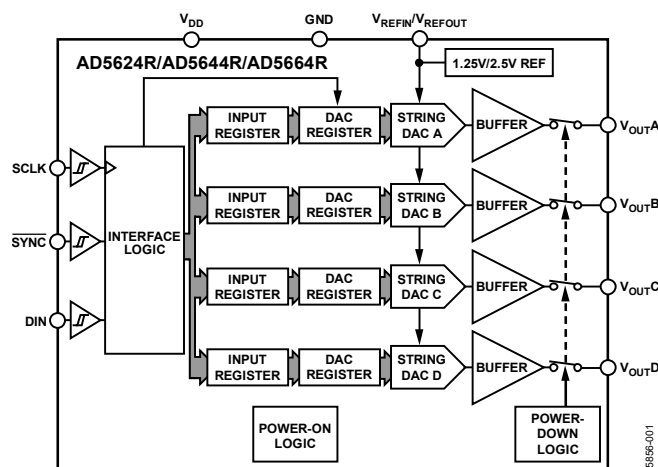 VDD
GND
VREFIN/VREFOUT
AD5624R/AD5644R/AD5664R
1.25V/2.5V REF
INPUT
REGISTER
DAC
REGISTER
STRING
DAC A
BUFFER
VOUTA
SCLK
INPUT
REGISTER
DAC
REGISTER
STRING
DAC B
BUFFER
VOUTB
SYNC
INTERFACE
LOGIC
INPUT
REGISTER
DAC
REGISTER
STRING
DAC C
BUFFER
VOUTC
DIN
INPUT
REGISTER
DAC
REGISTER
STRING
DAC D
BUFFER
VOUTD
POWER-ON
LOGIC
POWER-
DOWN
LOGIC
5856-001